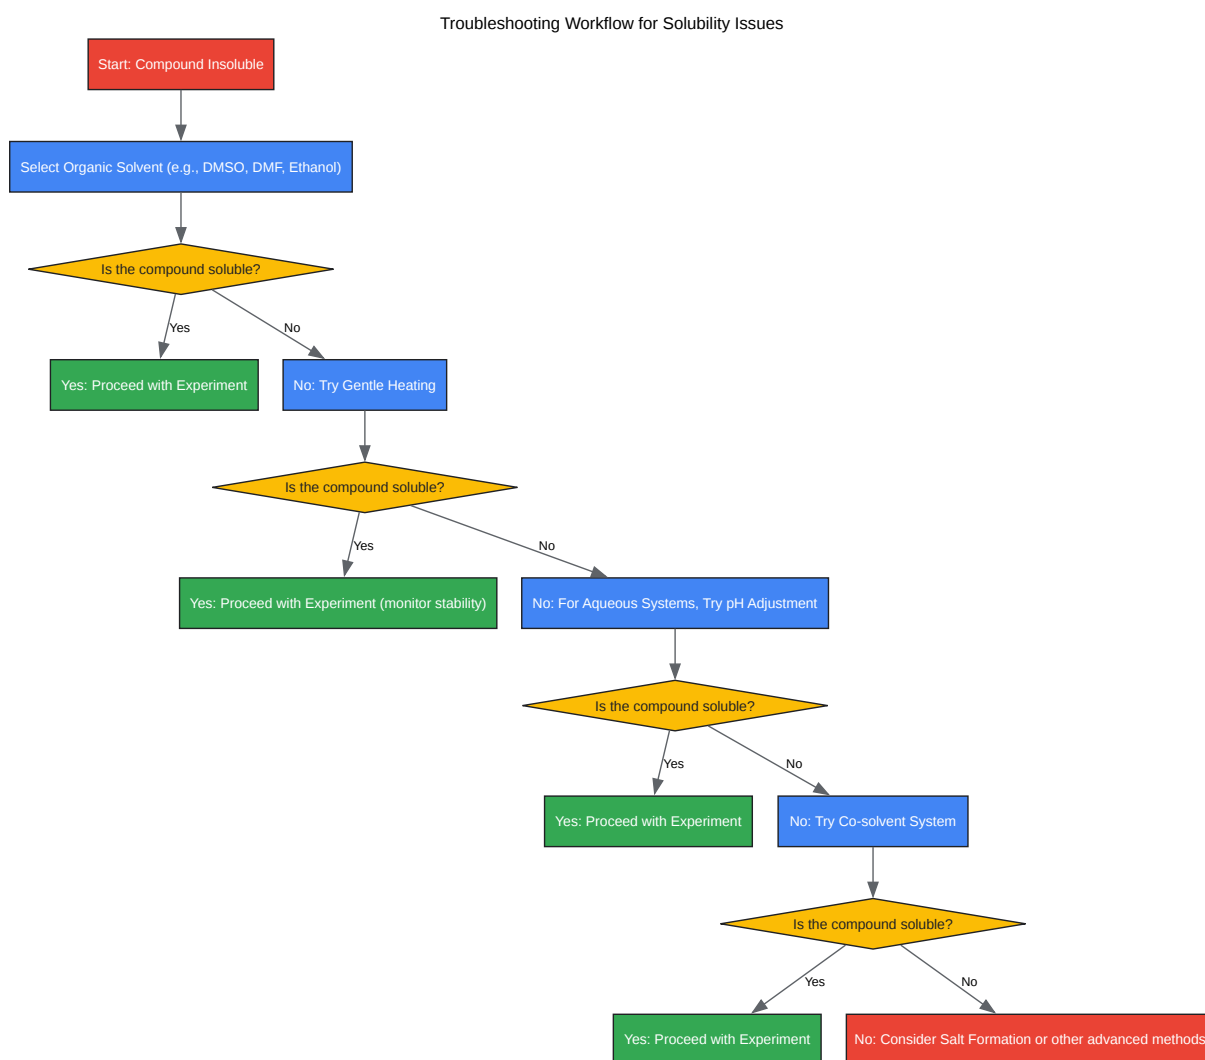 Troubleshooting Workflow for Solubility Issues
Start: Compound Insoluble
Select Organic Solvent (e.g., DMSO, DMF, Ethanol)
Is the compound soluble?
Yes
No
Yes: Proceed with Experiment
No: Try Gentle Heating
Is the compound soluble?
Yes
No
Yes: Proceed with Experiment (monitor stability)
No: For Aqueous Systems, Try pH Adjustment
Is the compound soluble?
Yes
No
Yes: Proceed with Experiment
No: Try Co-solvent System
Is the compound soluble?
Yes
No
Yes: Proceed with Experiment
No: Consider Salt Formation or other advanced methods